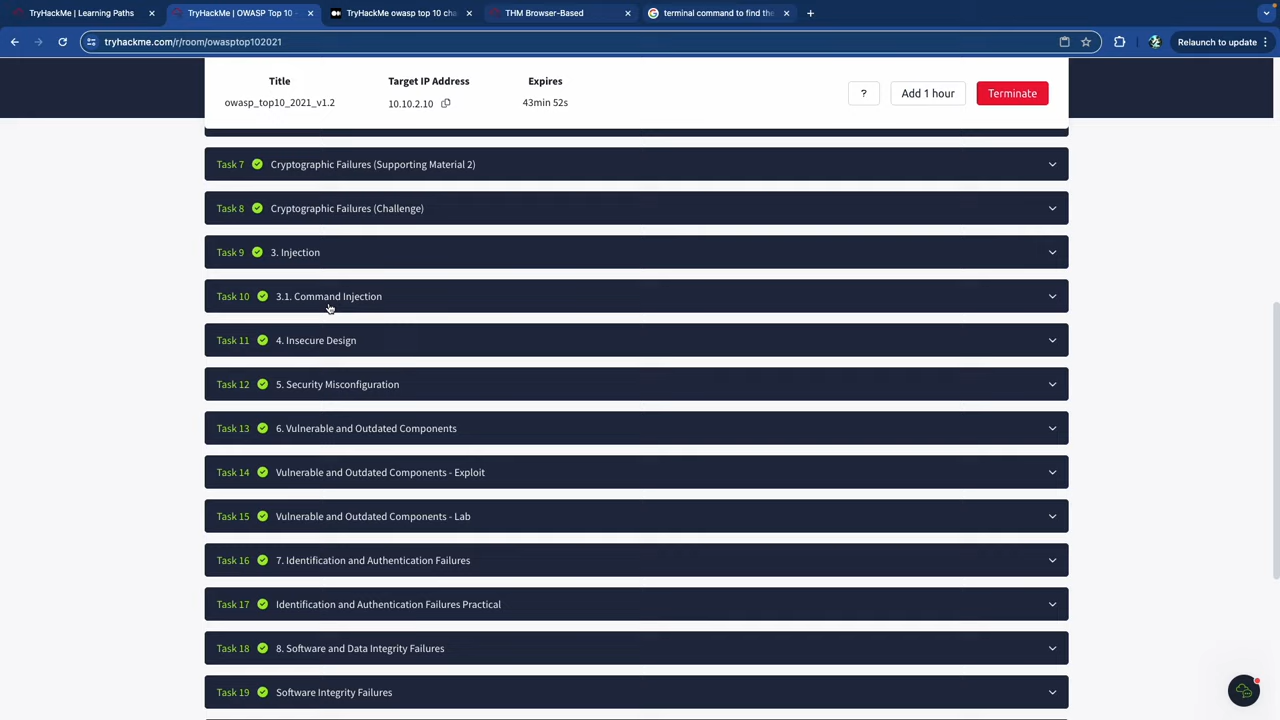 TryHackMe | Learning Paths
TryHackMe | OWASP Top 10 -
TryHackMe owasp top 10 cha
THM Browser-Based
terminal command to find the
tryhackme.com/r/room/owasptop102021
Relaunch to update
Title
Target IP Address
Expires
owasp_top10_2021_v1.2
10.10.2.10
43min 52s
?
Add 1 hour
Terminate
Task 7 Cryptographic Failures (Supporting Material 2)
Task 8 Cryptographic Failures (Challenge)
Task 9 3. Injection
Task 10 3.1. Command Injection
Task 11 4. Insecure Design
Task 12 5. Security Misconfiguration
Task 13 6. Vulnerable and Outdated Components
Task 14 Vulnerable and Outdated Components - Exploit
Task 15 Vulnerable and Outdated Components - Lab
Task 16 7. Identification and Authentication Failures
Task 17 Identification and Authentication Failures Practical
Task 18 8. Software and Data Integrity Failures
Task 19 Software Integrity Failures